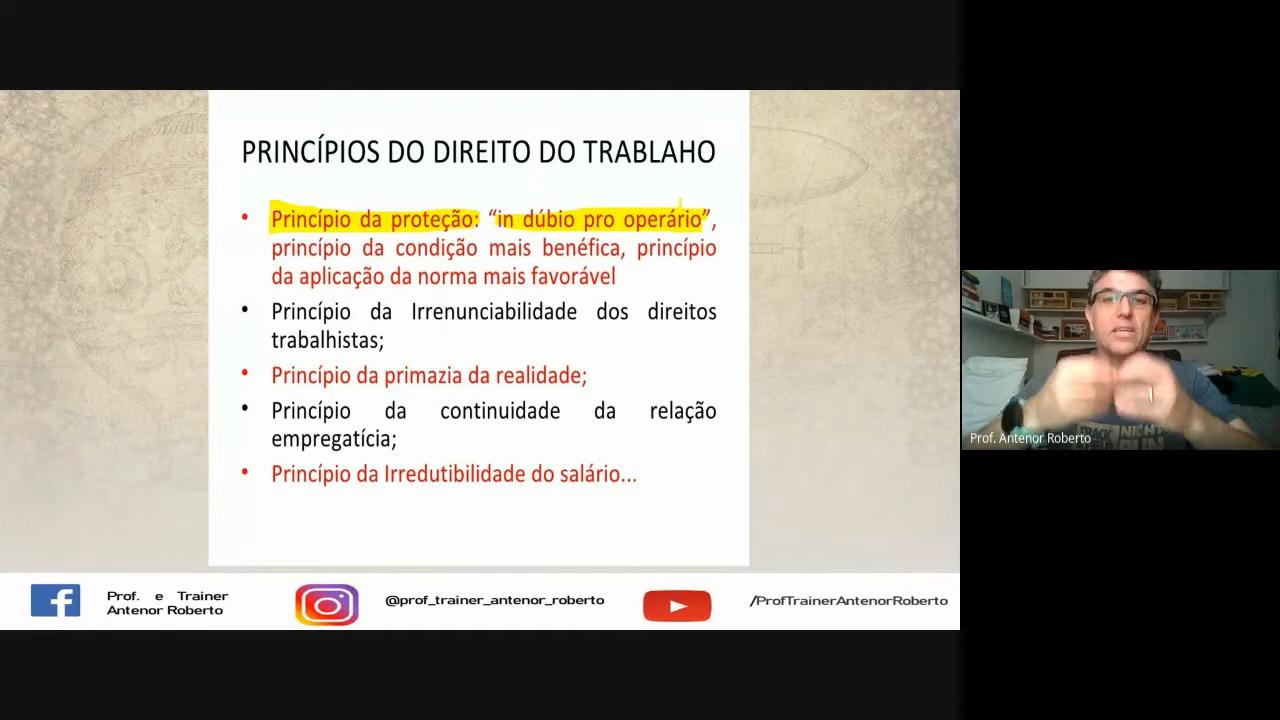 PRINCÍPIOS DO DIREITO DO TRABLAHO
• Princípio da proteção: “in dúbio pro operário”,
princípio da condição mais benéfica, princípio
da aplicação da norma mais favorável
• Princípio da Irrenunciabilidade dos direitos
trabalhistas;
• Princípio da primazia da realidade;
• Princípio da continuidade da relação
empregatícia;
• Princípio da Irredutibilidade do salário...
Prof. Antenor Roberto
Prof. e Trainer
Antenor Roberto
@prof_trainer_antenor_roberto
/ProfTrainerAntenorRoberto